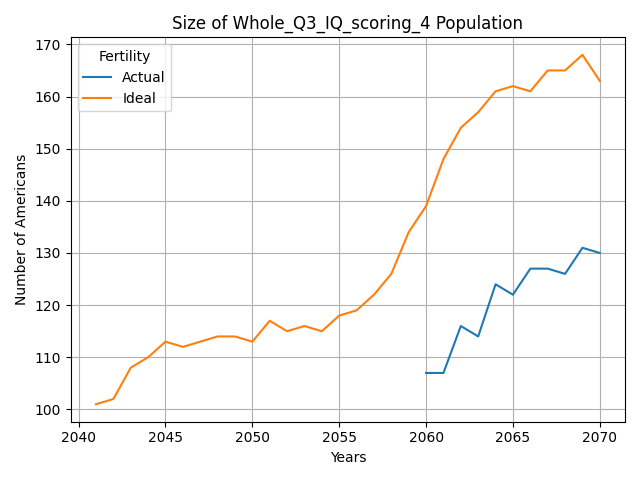 Size of Whole_Q3_IQ_scoring_4 Population
Fertility
Actual
Ideal
Number of Americans
170
160
150
140
130
120
110
100
2040
2045
2050
2055
2060
2065
2070
Years